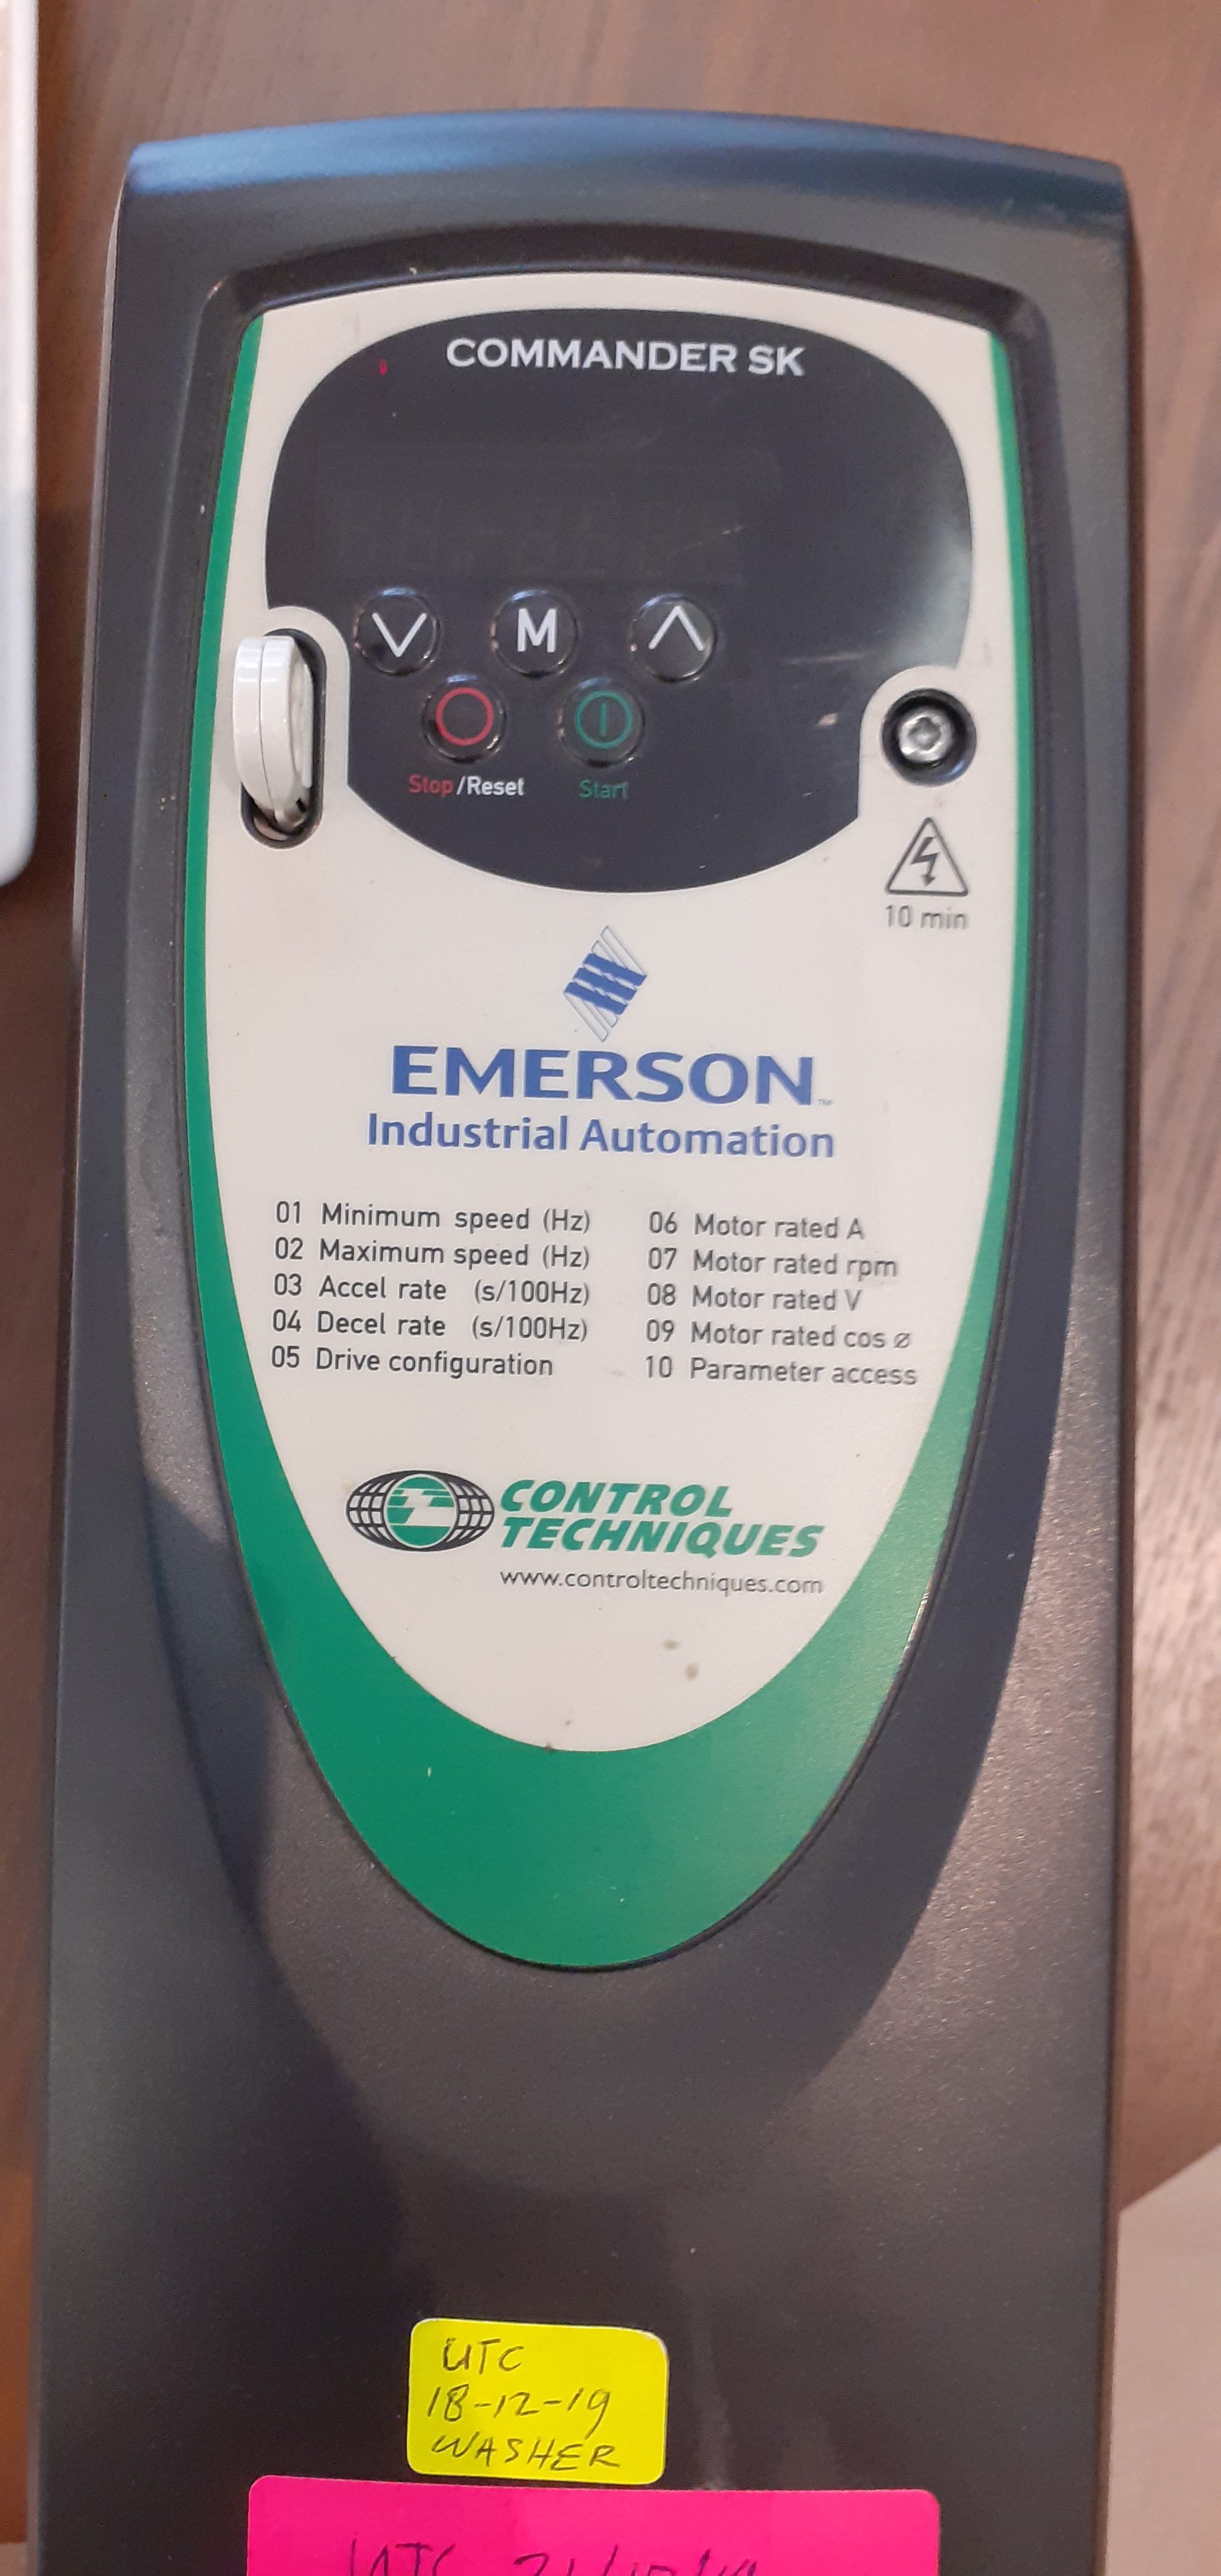 COMMANDER SK
M
Stop/Reset
Start
10 min
EMERSON™
Industrial Automation
01 Minimum speed (Hz)
02 Maximum speed (Hz)
03 Accel rate (s/100Hz)
04 Decel rate (s/100Hz)
05 Drive configuration
06 Motor rated A
07 Motor rated rpm
08 Motor rated V
09 Motor rated cos ø
10 Parameter access
CONTROL
TECHNIQUES
www.controltechniques.com
UTC
18-12-19
WASHER
UTC